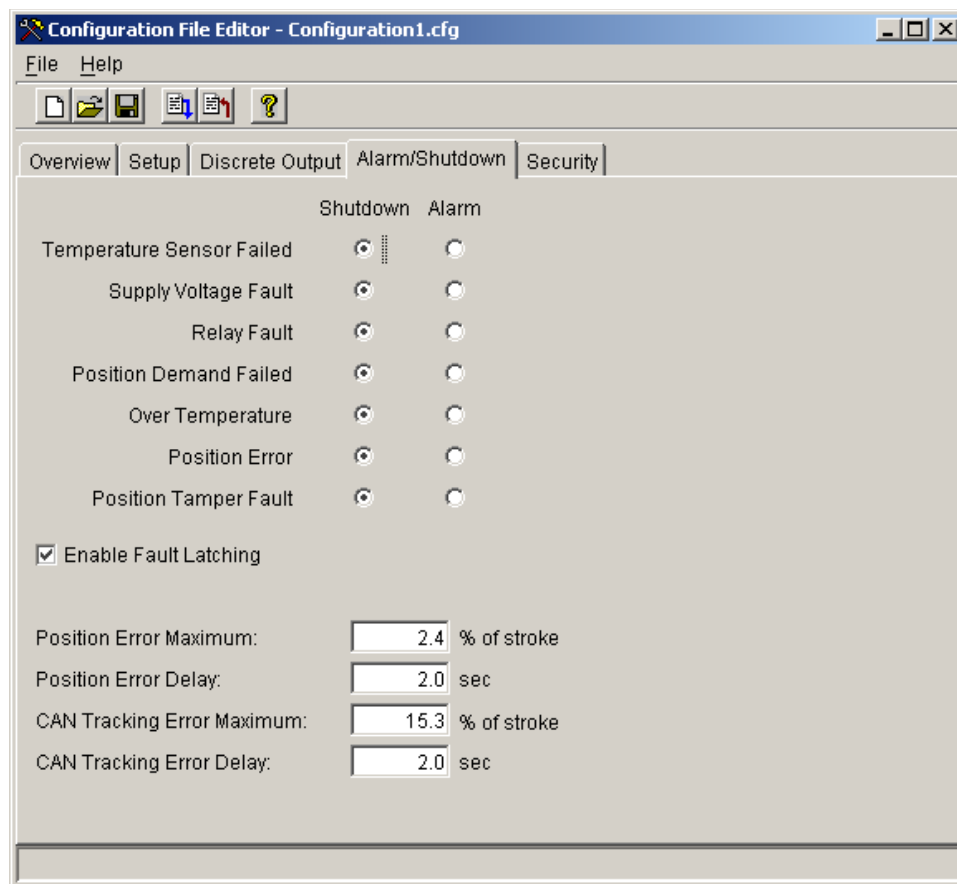 Configuration File Editor - Configuration1.cfg
File Help
Overview Setup Discrete Output Alarm/Shutdown Security
Shutdown Alarm
Temperature Sensor Failed
Supply Voltage Fault
Relay Fault
Position Demand Failed
Over Temperature
Position Error
Position Tamper Fault
Enable Fault Latching
Position Error Maximum: 2.4 % of stroke
Position Error Delay: 2.0 sec
CAN Tracking Error Maximum: 15.3 % of stroke
CAN Tracking Error Delay: 2.0 sec